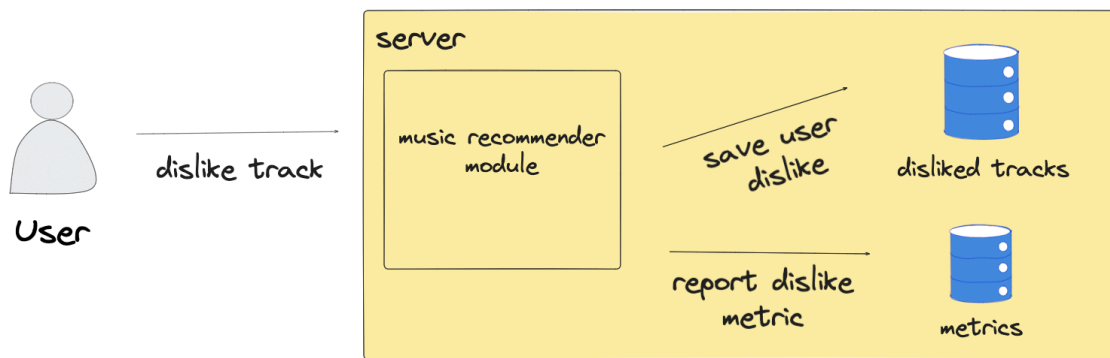 server
music recommender
module
dislike track
User
save user
dislike
disliked tracks
report dislike
metric
metrics